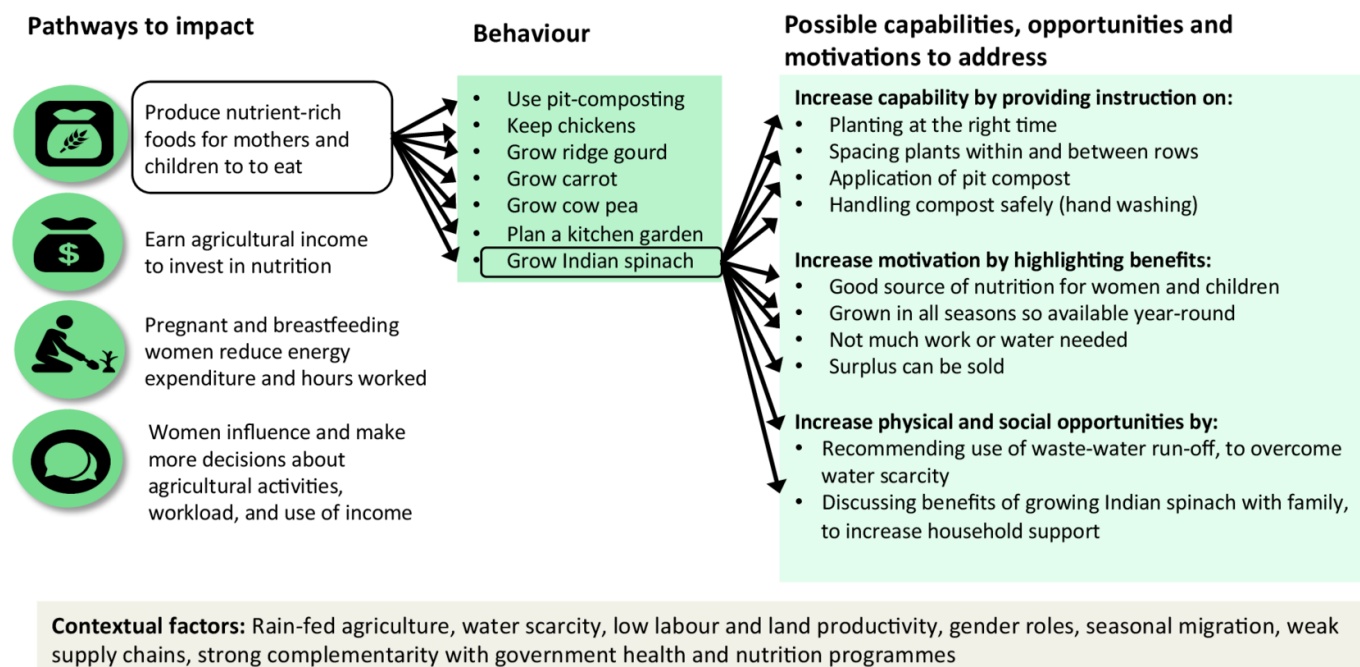 Pathways to impact
Produce nutrient-rich
foods for mothers and
children to to eat
$
Earn agricultural income
to invest in nutrition
Pregnant and breastfeeding
women reduce energy
expenditure and hours worked
Women influence and make
more decisions about
agricultural activities,
workload, and use of income
Behaviour
• Use pit-composting
• Keep chickens
• Grow ridge gourd
• Grow carrot
• Grow cow pea
• Plan a kitchen garden
• Grow Indian spinach
Possible capabilities, opportunities and
motivations to address
Increase capability by providing instruction on:
• Planting at the right time
• Spacing plants within and between rows
• Application of pit compost
• Handling compost safely (hand washing)
Increase motivation by highlighting benefits:
• Good source of nutrition for women and children
• Grown in all seasons so available year-round
• Not much work or water needed
• Surplus can be sold
Increase physical and social opportunities by:
• Recommending use of waste-water run-off, to overcome
water scarcity
• Discussing benefits of growing Indian spinach with family,
to increase household support
Contextual factors: Rain-fed agriculture, water scarcity, low labour and land productivity, gender roles, seasonal migration, weak
supply chains, strong complementarity with government health and nutrition programmes